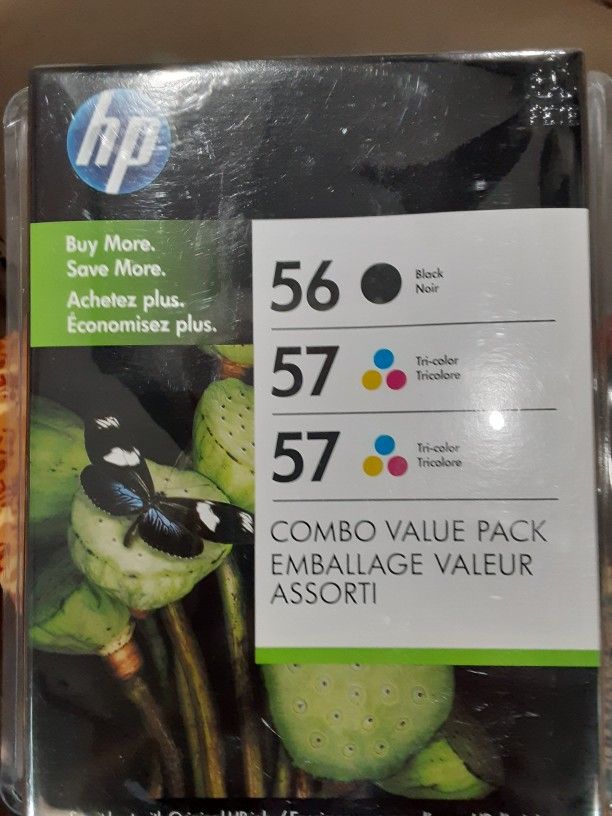 hp
Buy More.
Save More.
Achetez plus.
Économisez plus.
56
Black
Noir
57
Tri-color
Tricolore
57
Tri-color
Tricolore
COMBO VALUE PACK
EMBALLAGE VALEUR
ASSORTI